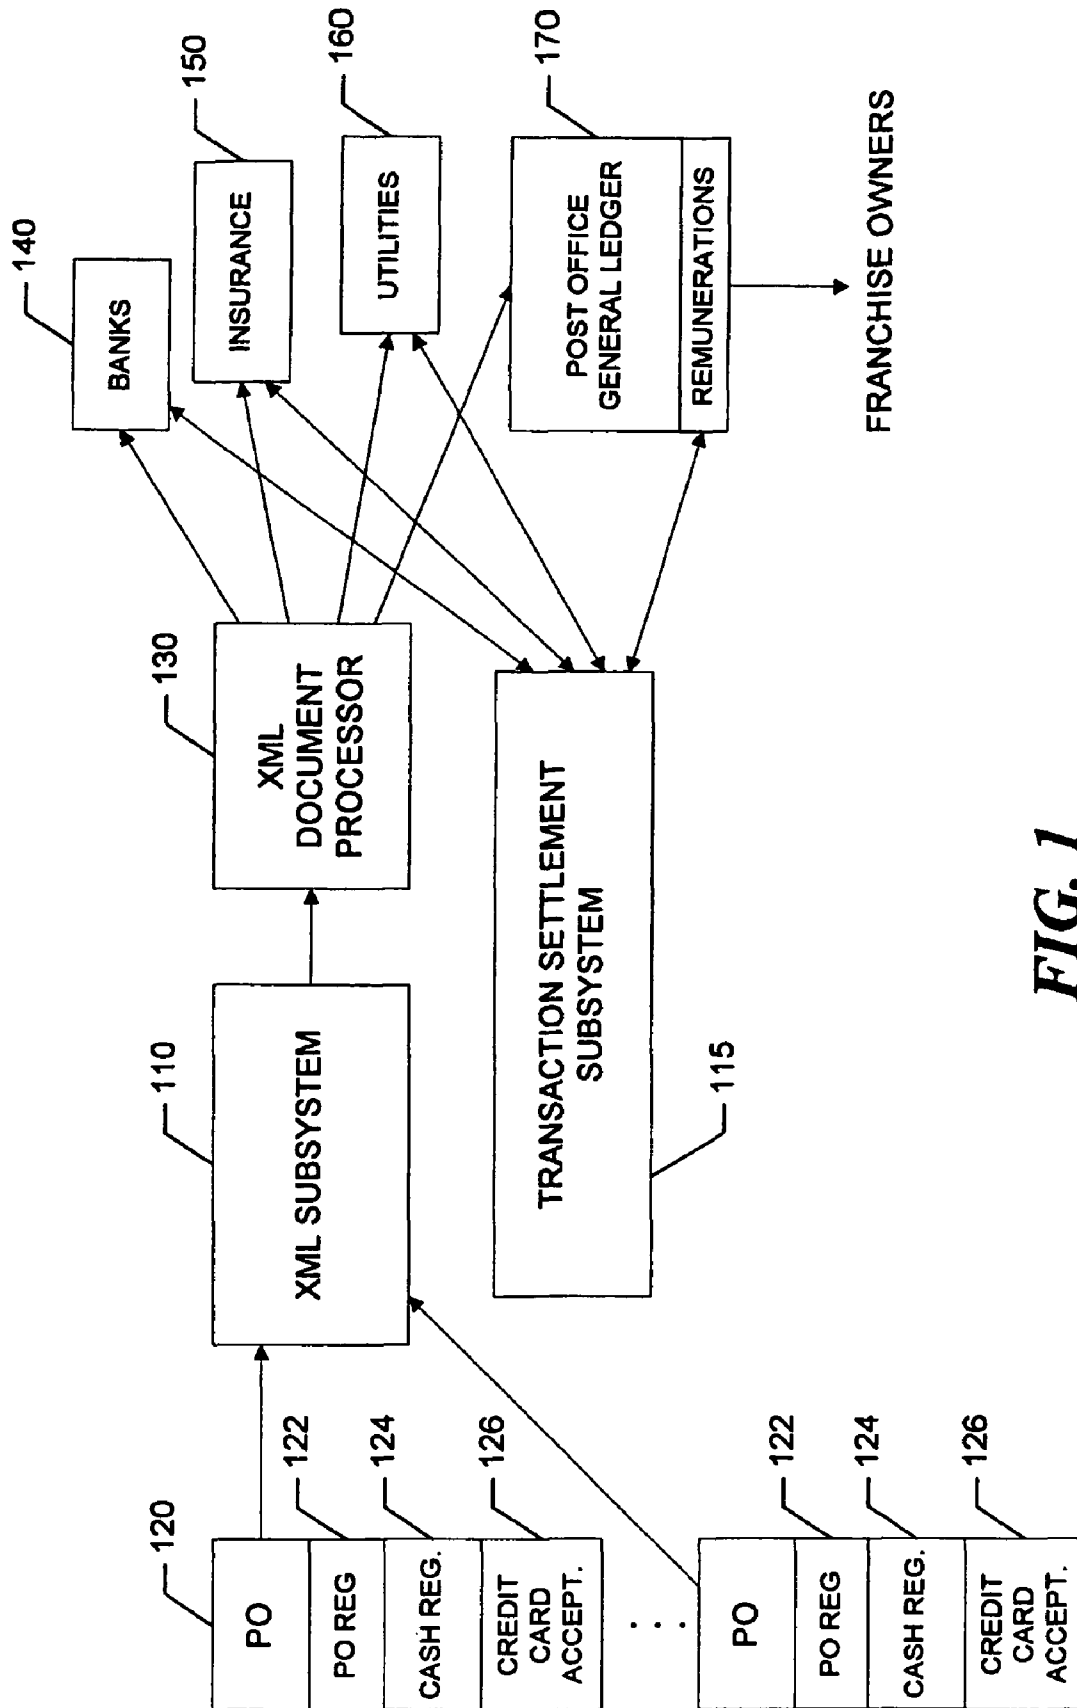 120
PO
122
PO REG
124
CASH REG.
126
CREDIT
CARD
ACCEPT.
. . .
PO
122
PO REG
124
CASH REG.
126
CREDIT
CARD
ACCEPT.
110
XML SUBSYSTEM
130
XML
DOCUMENT
PROCESSOR
TRANSACTION SETTLEMENT
SUBSYSTEM
115
140
BANKS
150
INSURANCE
160
UTILITIES
170
POST OFFICE
GENERAL LEDGER
REMUNERATIONS
FRANCHISE OWNERS
FIG. 1